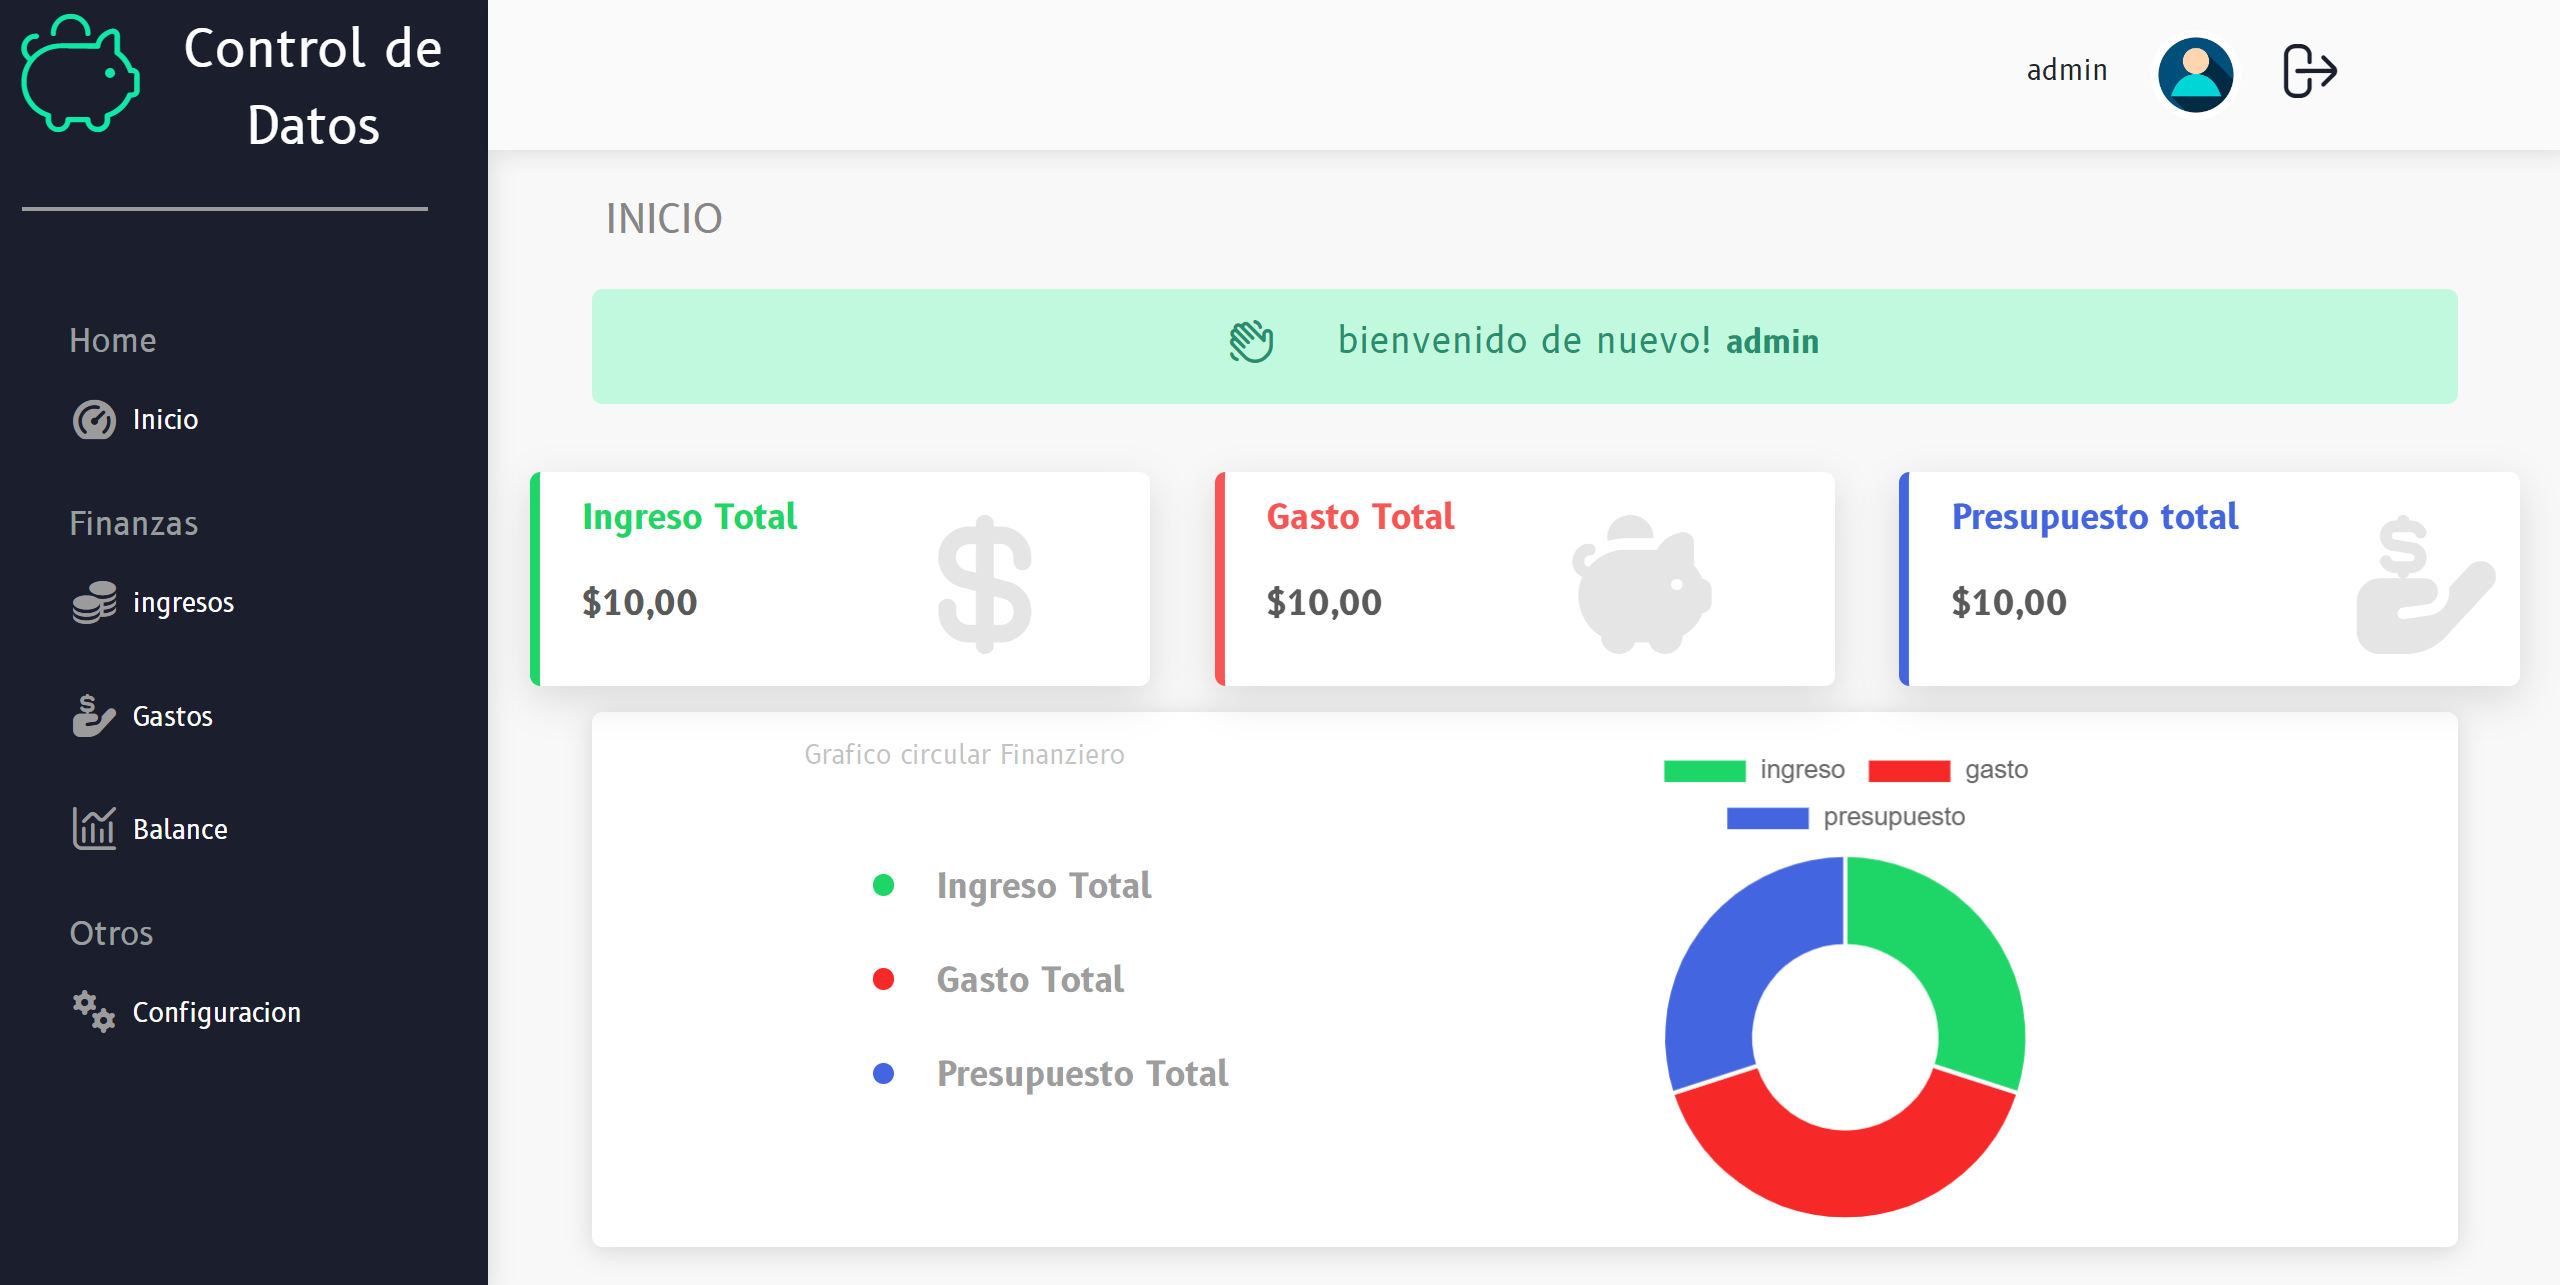 Control de
Datos
admin
Home
Inicio
Finanzas
ingresos
Gastos
Balance
Otros
Configuracion
INICIO
bienvenido de nuevo! admin
Ingreso Total
$10,00
Gasto Total
$10,00
Presupuesto total
$10,00
Grafico circular Finanziero
Ingreso Total
Gasto Total
Presupuesto Total
ingreso gasto
presupuesto